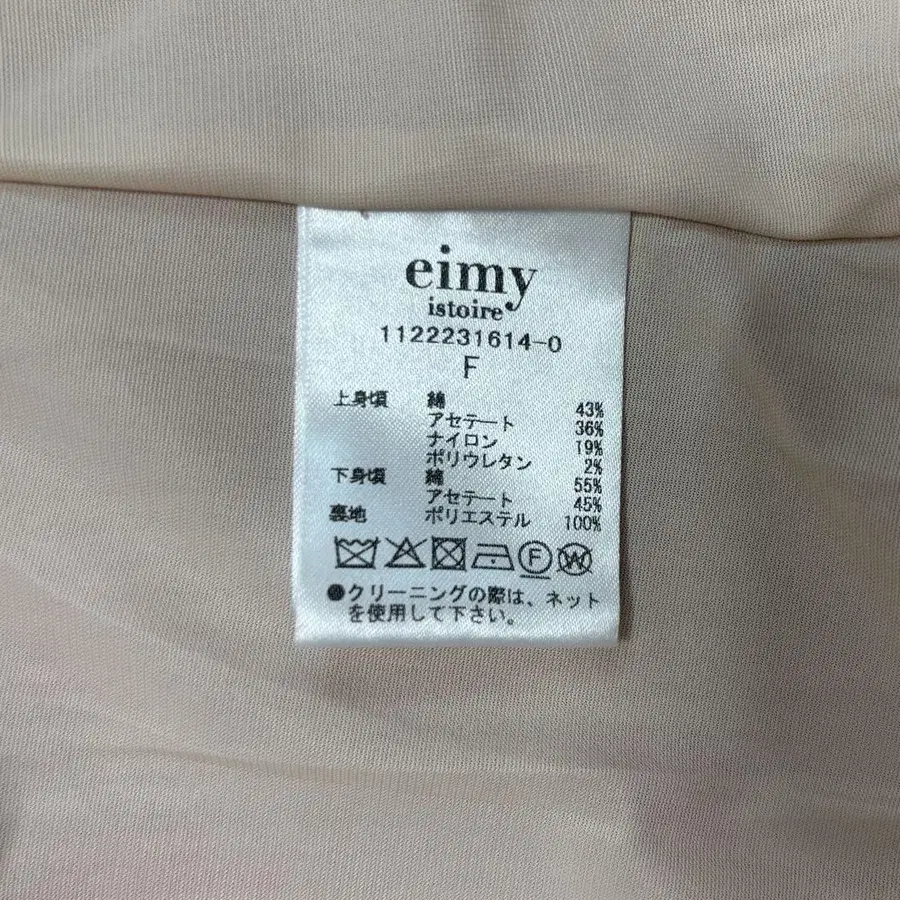 eimy
istoire
1122231614-0
F
上身頃 綿 43%
アセテート 36%
ナイロン 19%
ポリウレタン 2%
下身頃 綿 55%
アセテート 45%
裏地 ポリエステル 100%
F W
●クリーニングの際は、ネット
を使用して下さい。